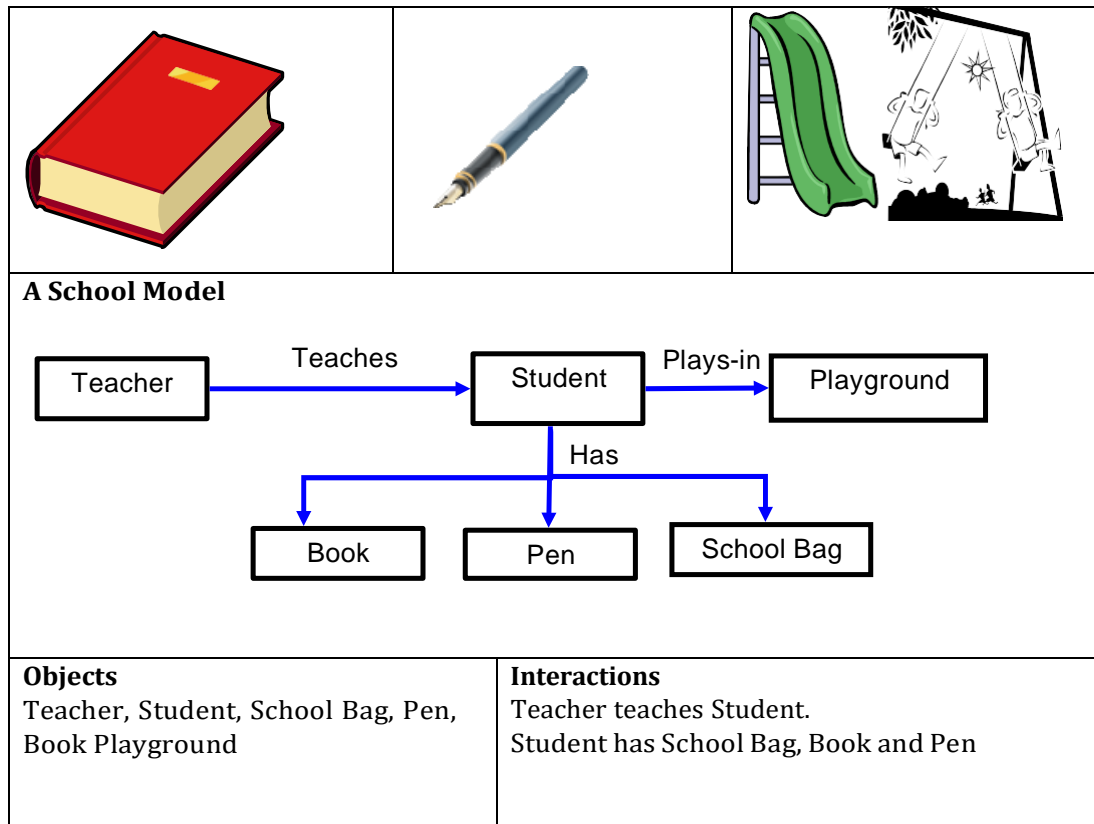 A School Model
Teaches
Plays-in
Teacher
Student
Playground
Has
Book
Pen
School Bag
Objects
Teacher, Student, School Bag, Pen,
Book Playground
Interactions
Teacher teaches Student.
Student has School Bag, Book and Pen